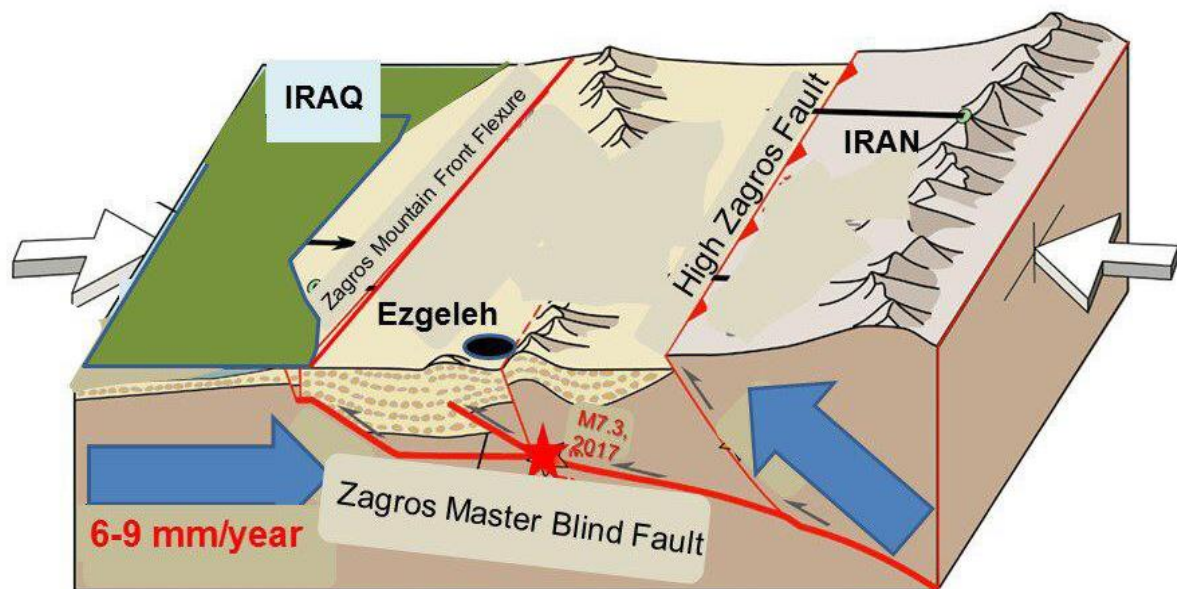 IRAQ
Zagros Mountain Front Flexure
High Zagros Fault
IRAN
Ezgeleh
M7.3,
2017
Zagros Master Blind Fault
6-9 mm/year